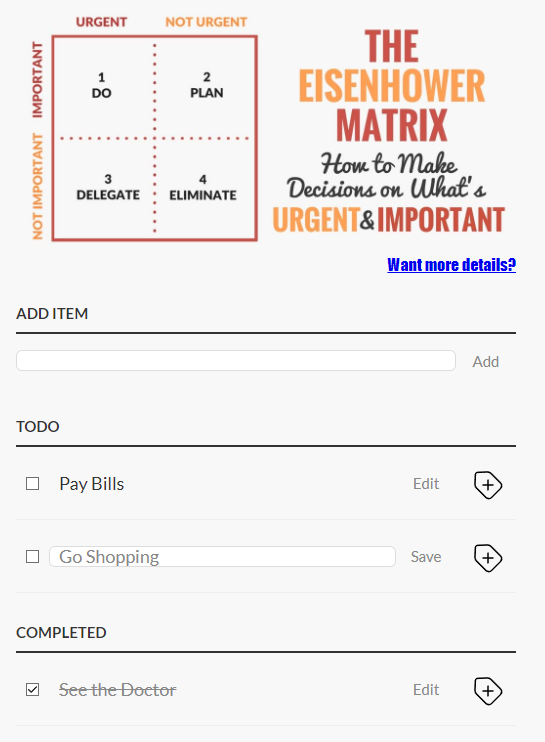 URGENT NOT URGENT
IMPORTANT
1 2
DO PLAN
NOT IMPORTANT
3 4
DELEGATE ELIMINATE
THE
EISENHOWER
MATRIX
How to Make
Decisions on What's
URGENT&IMPORTANT
Want more details?
ADD ITEM
Add
TODO
Pay Bills Edit
Go Shopping Save
COMPLETED
See the Doctor Edit